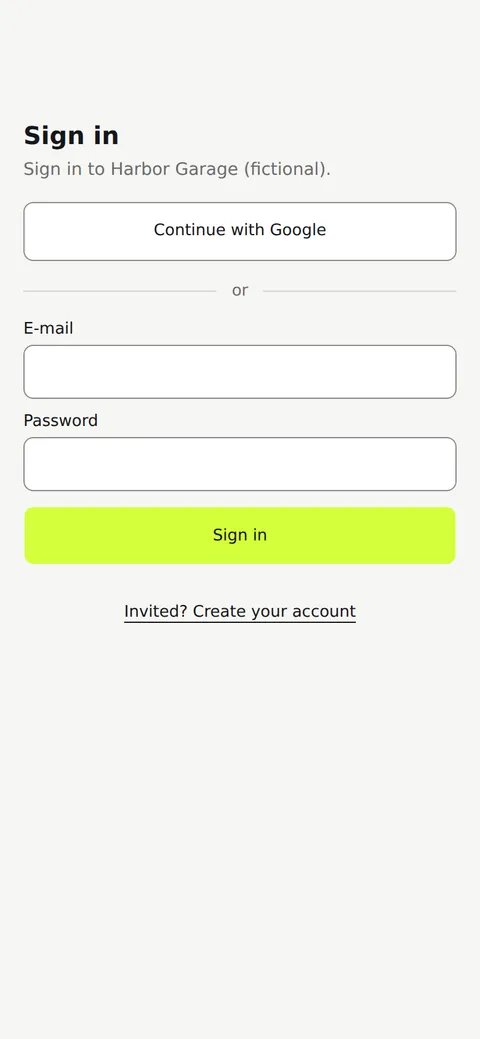 Sign in
Sign in to Harbor Garage (fictional).
Continue with Google
or
E-mail
Password
Sign in
Invited? Create your account